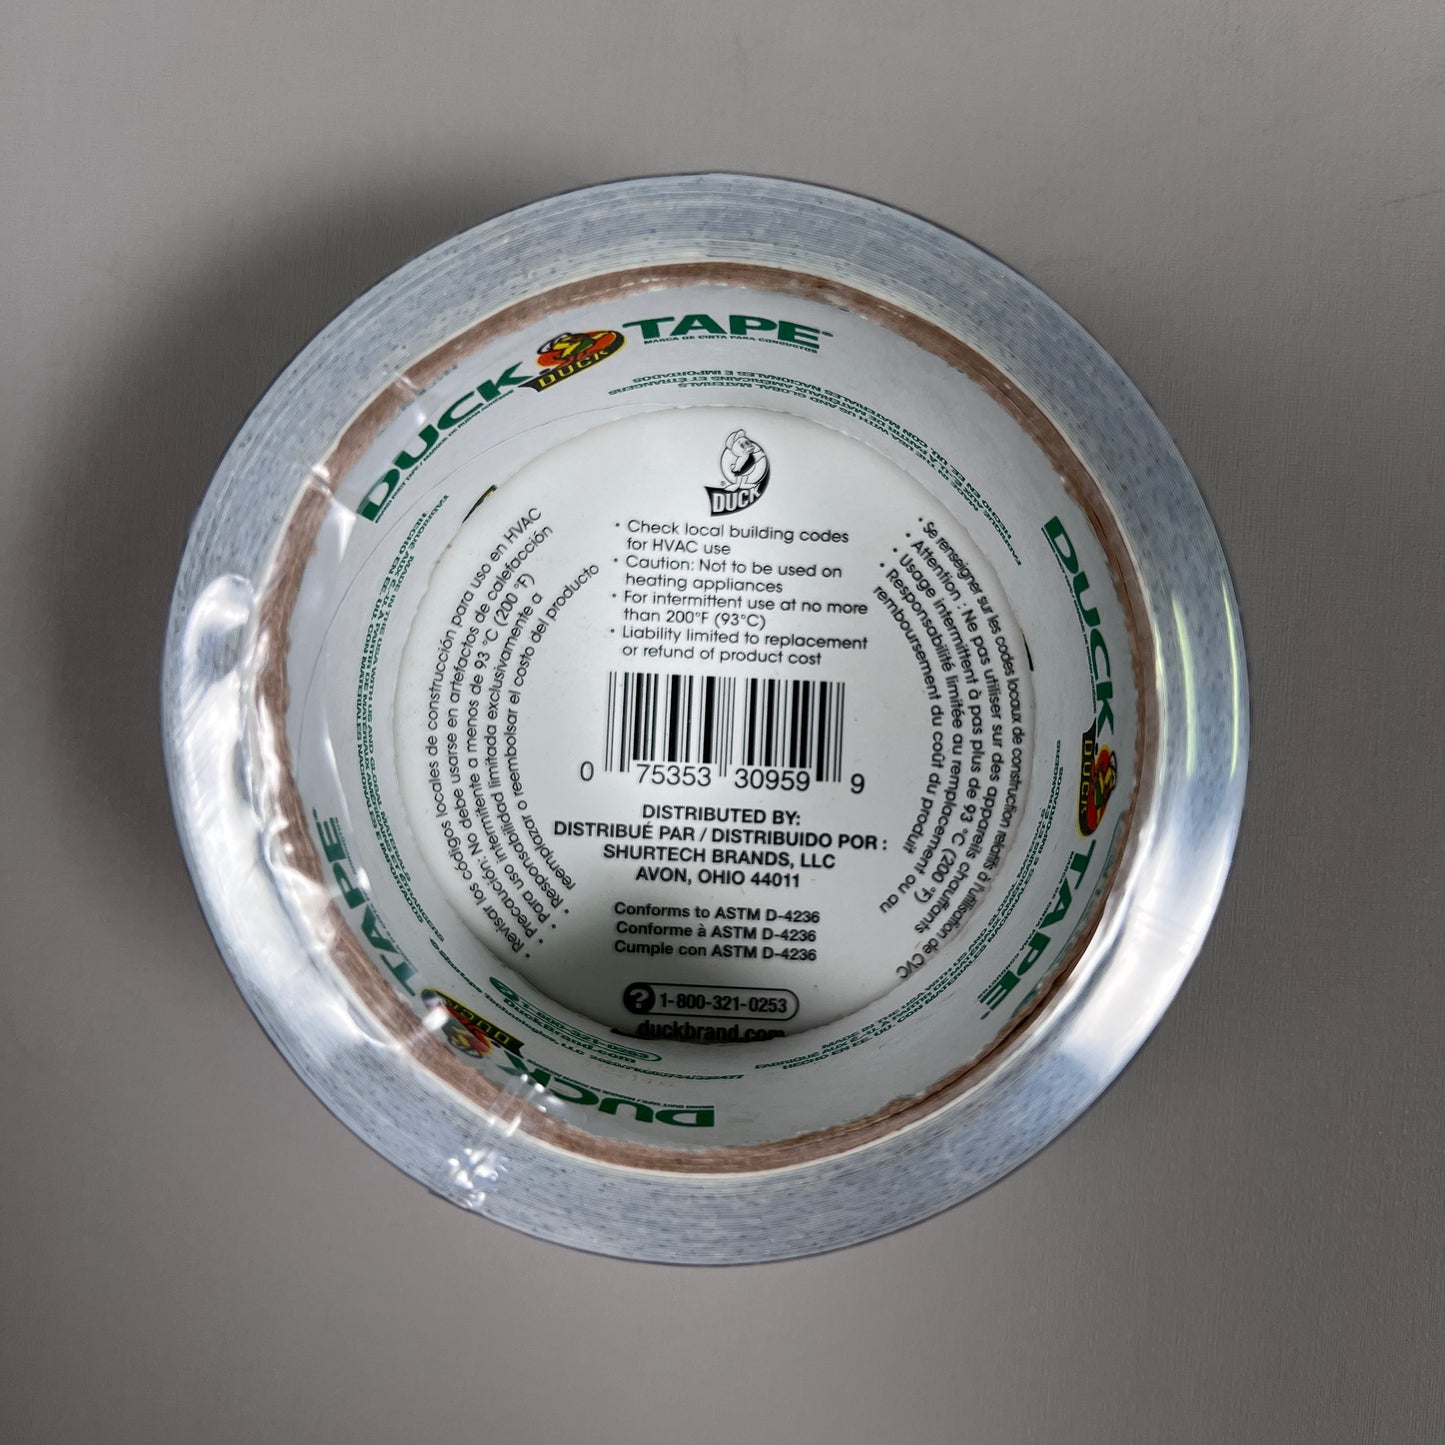 DUCK DUCK TAPE®
MARCA DE CINTA PARA CONDUCTOS
DUCK
• Check local building codes
for HVAC use
• Caution: Not to be used on
heating appliances
• For intermittent use at no more
than 200°F (93°C)
• Liability limited to replacement
or refund of product cost
0 75353 30959 9
DISTRIBUTED BY:
DISTRIBUÉ PAR / DISTRIBUIDO POR :
SHURTECH BRANDS, LLC
AVON, OHIO 44011
Conforms to ASTM D-4236
Conforme à ASTM D-4236
Cumple con ASTM D-4236
? 1-800-321-0253
duckbrand.com
• Revisar los códigos locales de construcción para uso en HVAC
• Precaución: No debe usarse en artefactos de calefacción
• Para uso intermitente a menos de 93 °C (200 °F)
• Responsabilidad limitada exclusivamente a
reemplazar o reembolsar el costo del producto
• Se renseigner sur les codes locaux de construction relatifs à l'utilisation de CVC
• Attention : Ne pas utiliser sur des appareils chauffants
• Usage intermittent à pas plus de 93 °C (200 °F)
• Responsabilité limitée au remplacement ou au
remboursement du coût du produit
DUCK DUCK TAPE
TAPE®
DUCK
DUCK